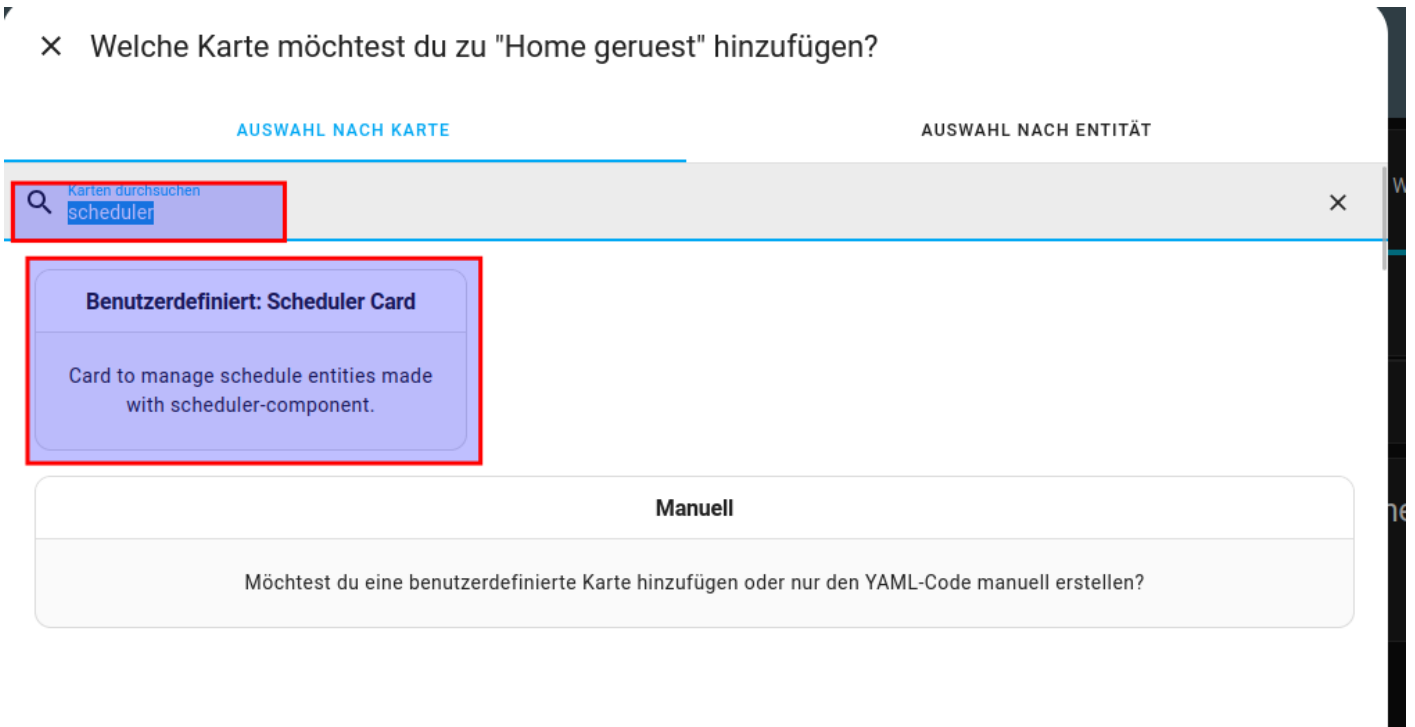 Welche Karte möchtest du zu "Home geruest" hinzufügen?
AUSWAHL NACH KARTE
AUSWAHL NACH ENTITÄT
Karten durchsuchen
scheduler
Benutzerdefiniert: Scheduler Card
Card to manage schedule entities made
with scheduler-component.
Manuell
Möchtest du eine benutzerdefinierte Karte hinzufügen oder nur den YAML-Code manuell erstellen?